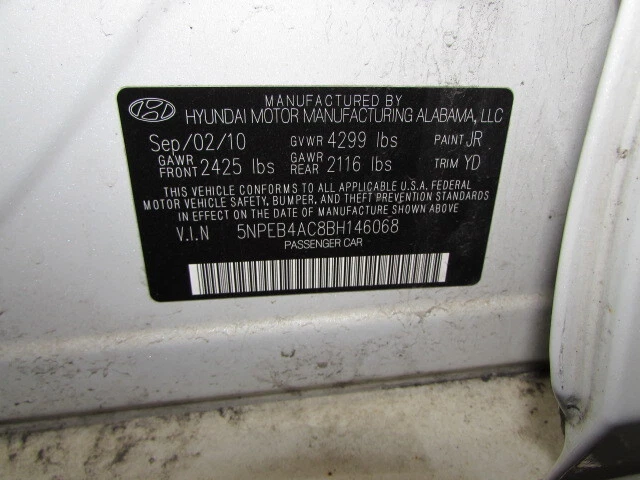 MANUFACTURED BY
HYUNDAI MOTOR MANUFACTURING ALABAMA, LLC
Sep/02/10 GVWR 4299 lbs PAINT JR
GAWR FRONT 2425 lbs GAWR REAR 2116 lbs TRIM YD
THIS VEHICLE CONFORMS TO ALL APPLICABLE U.S.A. FEDERAL
MOTOR VEHICLE SAFETY, BUMPER, AND THEFT PREVENTION STANDARDS
IN EFFECT ON THE DATE OF MANUFACTURE SHOWN ABOVE.
V.I.N 5NPEB4AC8BH146068
PASSENGER CAR